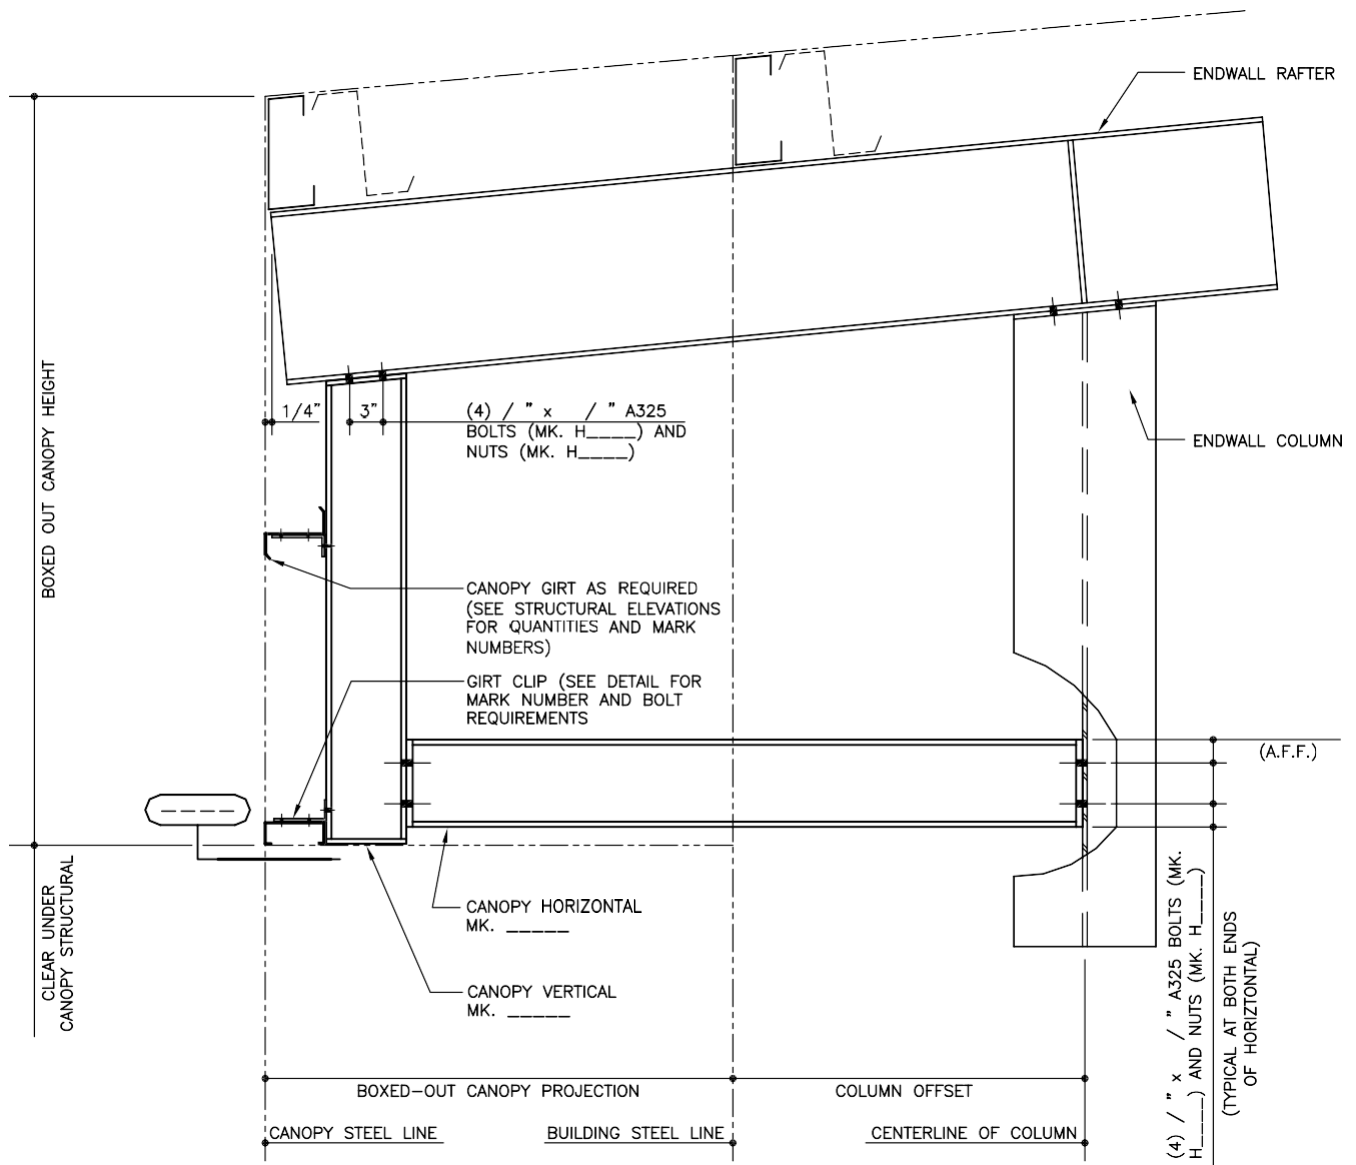 ENDWALL RAFTER
BOXED OUT CANOPY HEIGHT
1/4"
3"
(4) / " x / " A325
BOLTS (MK. H____) AND
NUTS (MK. H____)
ENDWALL COLUMN
CANOPY GIRT AS REQUIRED
(SEE STRUCTURAL ELEVATIONS
FOR QUANTITIES AND MARK
NUMBERS)
GIRT CLIP (SEE DETAIL FOR
MARK NUMBER AND BOLT
REQUIREMENTS
(A.F.F.)
_____
CLEAR UNDER
CANOPY STRUCTURAL
CANOPY HORIZONTAL
MK. _____
CANOPY VERTICAL
MK. _____
(4) / " x / " A325 BOLTS (MK.
H____) AND NUTS (MK. H____)
(TYPICAL AT BOTH ENDS
OF HORIZTONTAL)
BOXED-OUT CANOPY PROJECTION
COLUMN OFFSET
CANOPY STEEL LINE
BUILDING STEEL LINE
CENTERLINE OF COLUMN